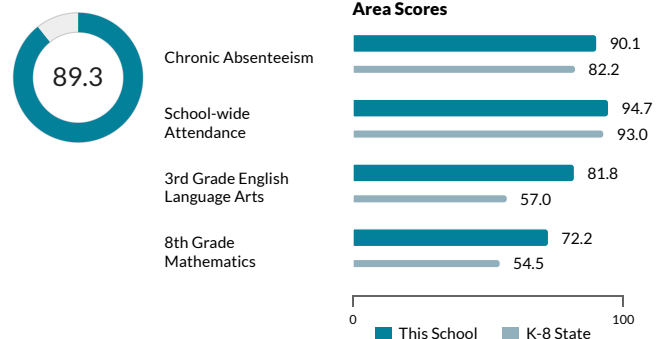 Area Scores
89.3
Chronic Absenteeism
90.1
82.2
School-wide
Attendance
94.7
93.0
3rd Grade English
Language Arts
81.8
57.0
8th Grade
Mathematics
72.2
54.5
0
100
This School
K-8 State